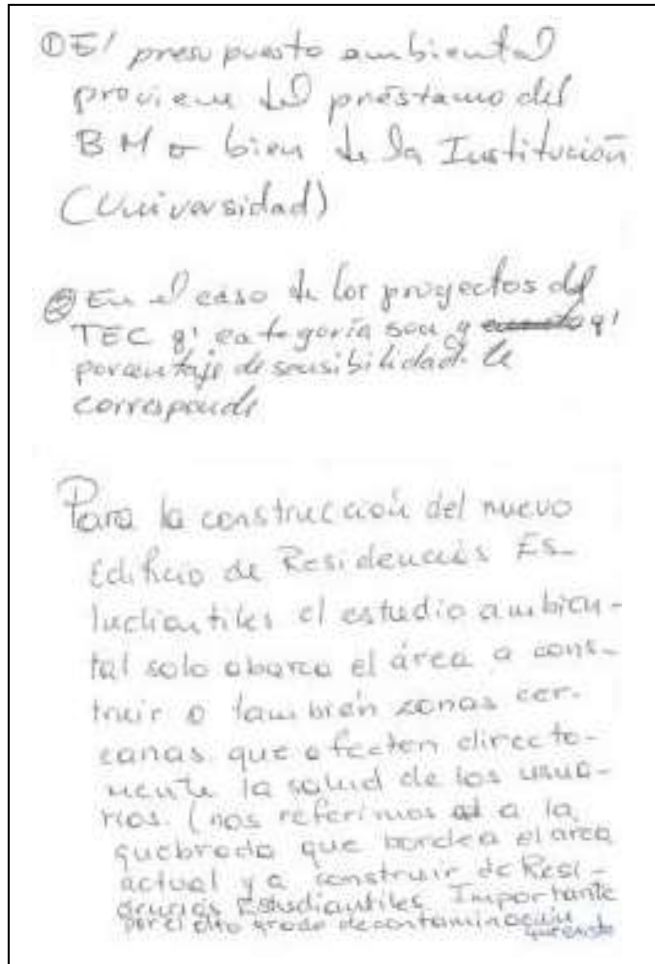 ① El presupuesto ambiental
proviene del préstamo del
BM o bien de la Institución
(Universidad)
② En el caso de los proyectos del
TEC q' categoría son y q'
porcentaje de sensibilidad le
corresponde
Para la construcción del nuevo
Edificio de Residencias Es-
tudiantiles el estudio ambien-
tal solo abarca el área a cons-
truir o también zonas cer-
canas que afecten directa-
mente la salud de los usua-
rios. (nos referimos a la
quebrada que bordea el area
actual y a construir de Resi-
dencias Estudiantiles Importante
por el alto grado de contaminación